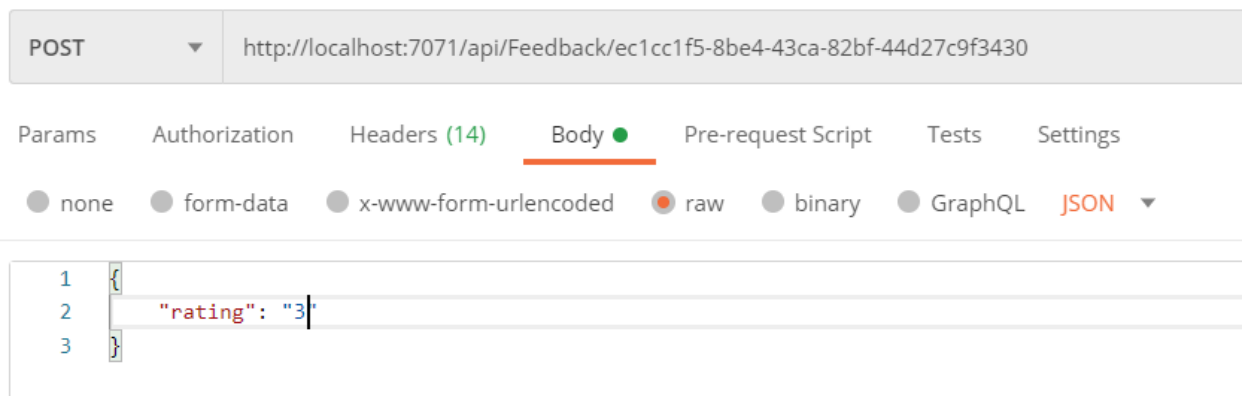 POST http://localhost:7071/api/Feedback/ec1cc1f5-8be4-43ca-82bf-44d27c9f3430
Params Authorization Headers (14) Body Pre-request Script Tests Settings
none form-data x-www-form-urlencoded raw binary GraphQL JSON
1 {
2 "rating": "3"
3 }